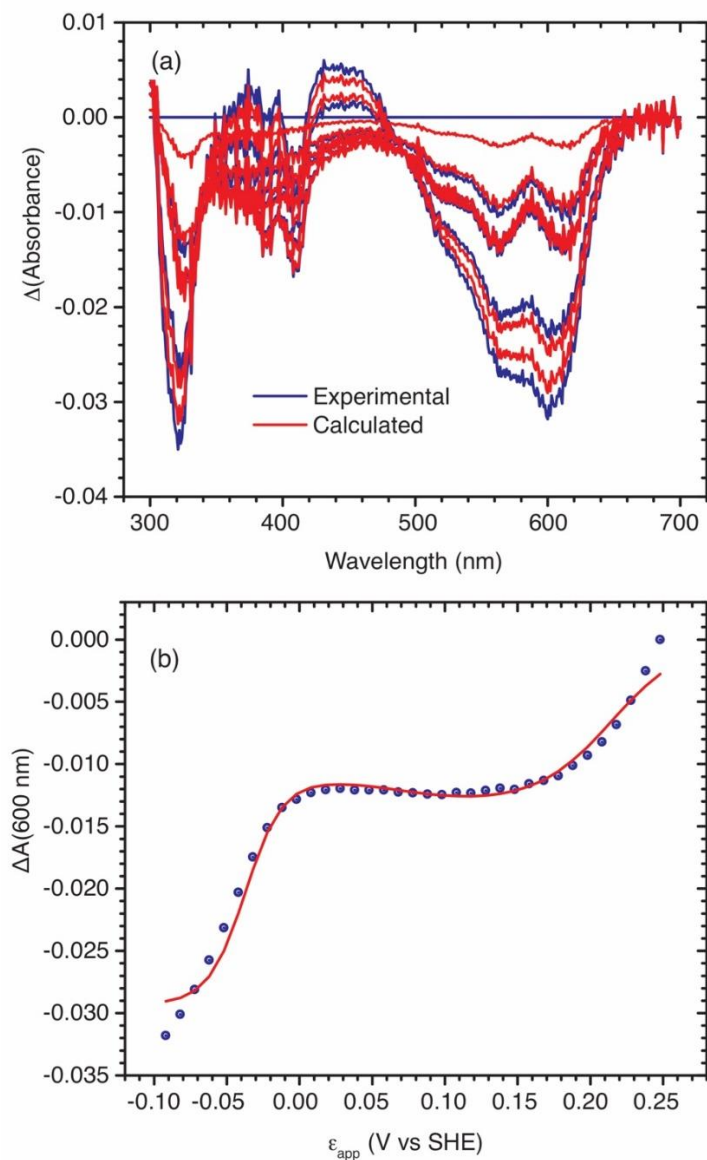 (a)
0.01
0.00
-0.01
-0.02
-0.03
-0.04
Δ(Absorbance)
Experimental
Calculated
300 400 500 600 700
Wavelength (nm)
(b)
0.000
-0.005
-0.010
-0.015
-0.020
-0.025
-0.030
-0.035
ΔA(600 nm)
-0.10 -0.05 0.00 0.05 0.10 0.15 0.20 0.25
εapp (V vs SHE)